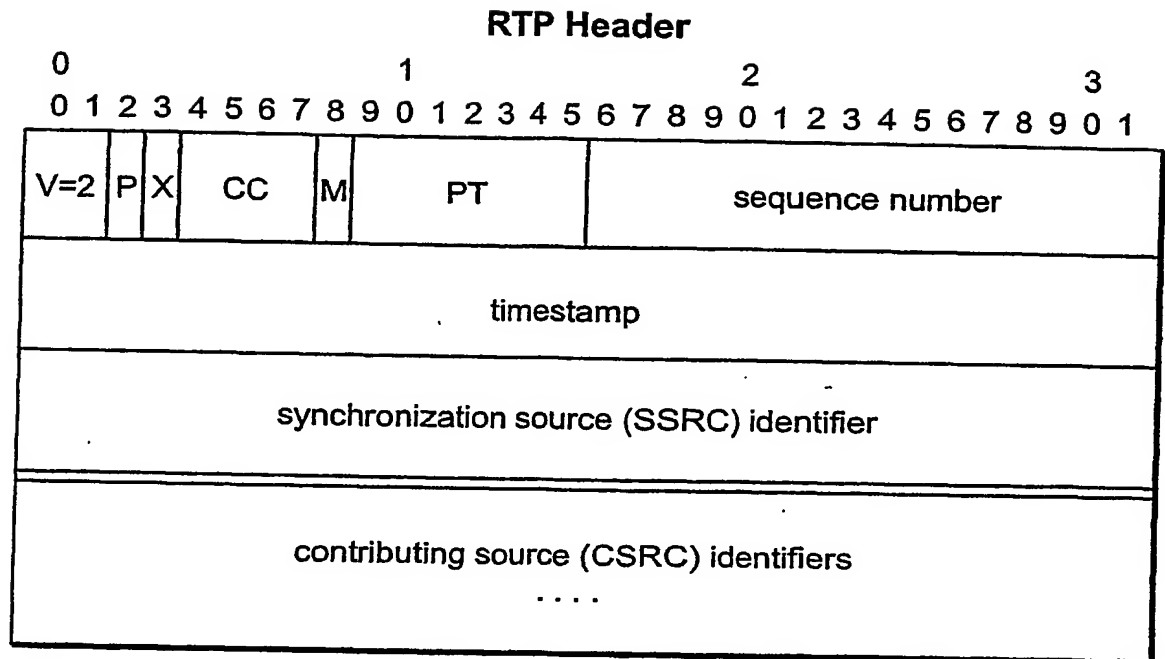 RTP Header
0 1 2 3
0 1 2 3 4 5 6 7 8 9 0 1 2 3 4 5 6 7 8 9 0 1 2 3 4 5 6 7 8 9 0 1
V=2 P X CC M PT sequence number
timestamp
synchronization source (SSRC) identifier
contributing source (CSRC) identifiers
....